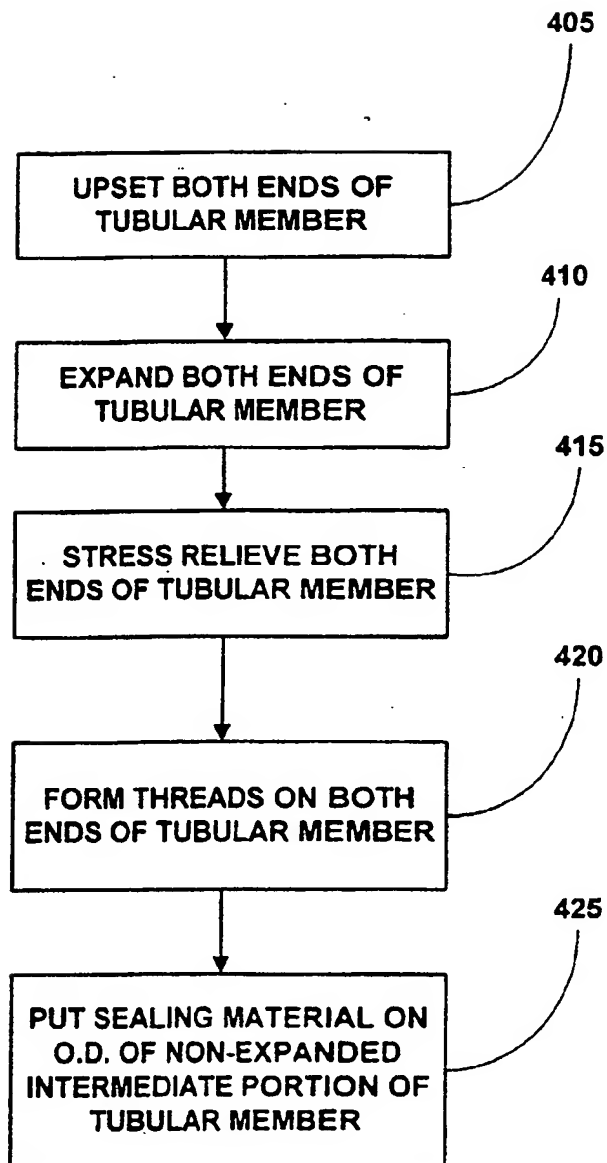 405
UPSET BOTH ENDS OF
TUBULAR MEMBER
410
EXPAND BOTH ENDS OF
TUBULAR MEMBER
415
STRESS RELIEVE BOTH
ENDS OF TUBULAR MEMBER
420
FORM THREADS ON BOTH
ENDS OF TUBULAR MEMBER
425
PUT SEALING MATERIAL ON
O.D. OF NON-EXPANDED
INTERMEDIATE PORTION OF
TUBULAR MEMBER